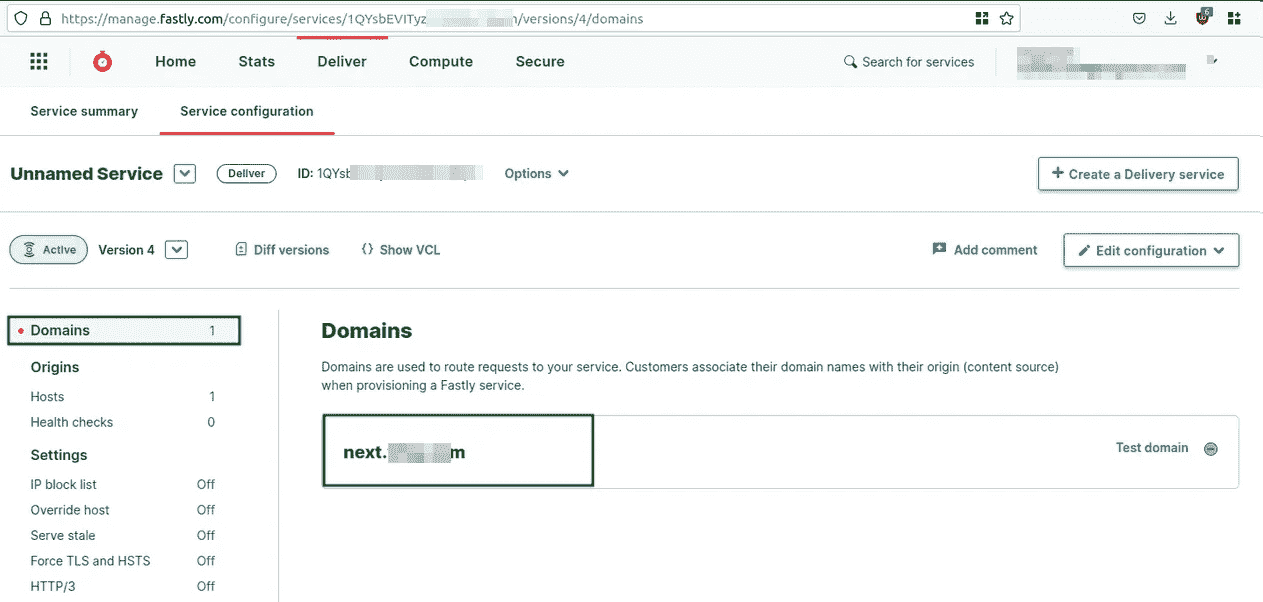 https://manage.fastly.com/configure/services/1QYsbEVITyz /versions/4/domains
6
Home Stats Deliver Compute Secure Search for services
Service summary Service configuration
Unnamed Service Deliver ID: 1QYsb Options + Create a Delivery service
Active Version 4 Diff versions {} Show VCL Add comment Edit configuration
Domains 1
Domains
Origins
Domains are used to route requests to your service. Customers associate their domain names with their origin (content source)
when provisioning a Fastly service.
Hosts 1
Health checks 0
next. m Test domain
Settings
IP block list Off
Override host Off
Serve stale Off
Force TLS and HSTS Off
HTTP/3 Off